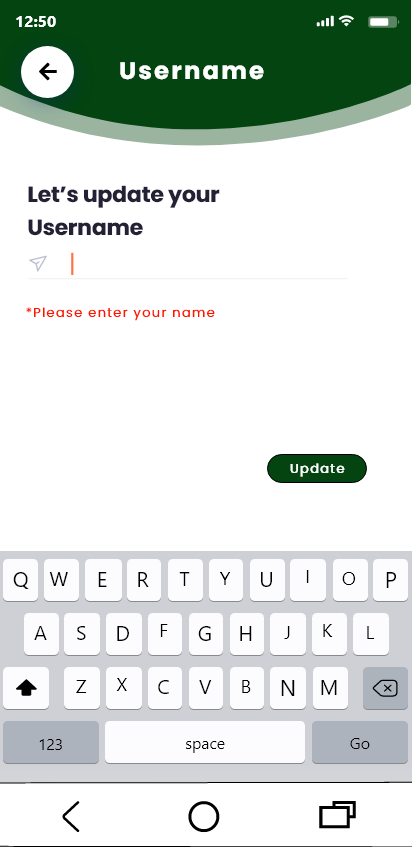 12:50
Username
Let’s update your
Username
*Please enter your name
Update
Q W E R T Y U I O P
A S D F G H J K L
Z X C V B N M
123 space Go